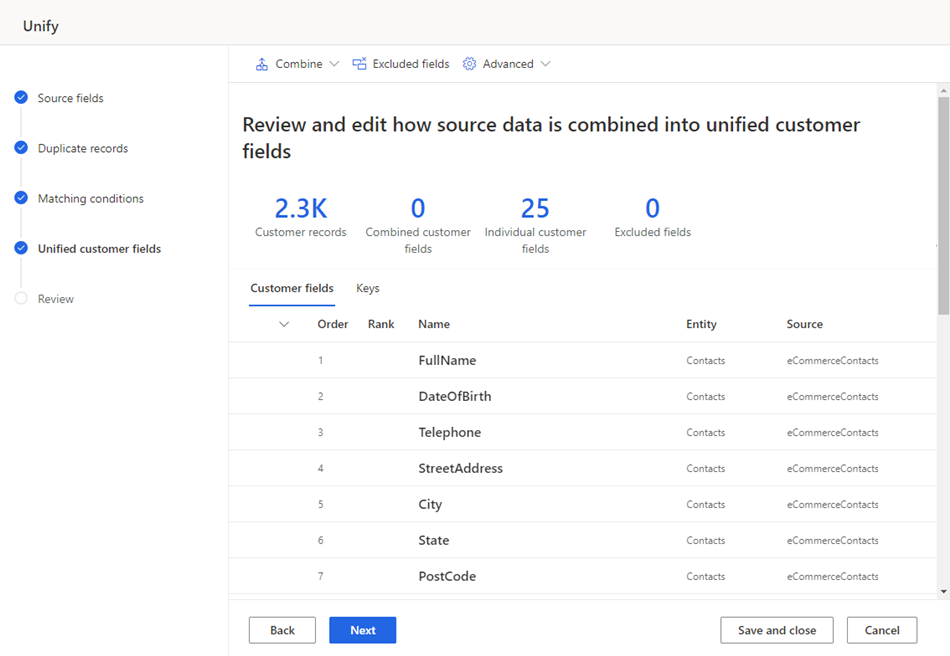 Unify
Source fields
Duplicate records
Matching conditions
Unified customer fields
Review
Combine Excluded fields Advanced
Review and edit how source data is combined into unified customer
fields
2.3K 0 25 0
Customer records Combined customer Individual customer Excluded fields
fields fields
Customer fields Keys
Order Rank Name Entity Source
1 FullName Contacts eCommerceContacts
2 DateOfBirth Contacts eCommerceContacts
3 Telephone Contacts eCommerceContacts
4 StreetAddress Contacts eCommerceContacts
5 City Contacts eCommerceContacts
6 State Contacts eCommerceContacts
7 PostCode Contacts eCommerceContacts
Back Next Save and close Cancel